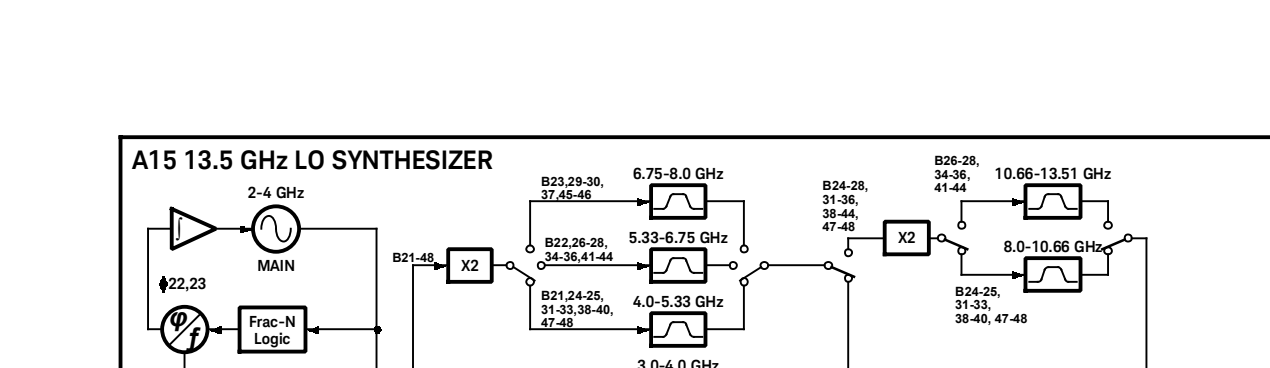 A15 13.5 GHz LO SYNTHESIZER
2-4 GHz
MAIN
22,23
φ
f
Frac-N
Logic
B21-48
X2
B23,29-30,
37,45-46
6.75-8.0 GHz
B22,26-28,
34-36,41-44
5.33-6.75 GHz
B21,24-25,
31-33,38-40,
47-48
4.0-5.33 GHz
3.0-4.0 GHz
B24-28,
31-36,
38-44,
47-48
X2
B26-28,
34-36,
41-44
10.66-13.51 GHz
8.0-10.66 GHz
B24-25,
31-33,
38-40, 47-48